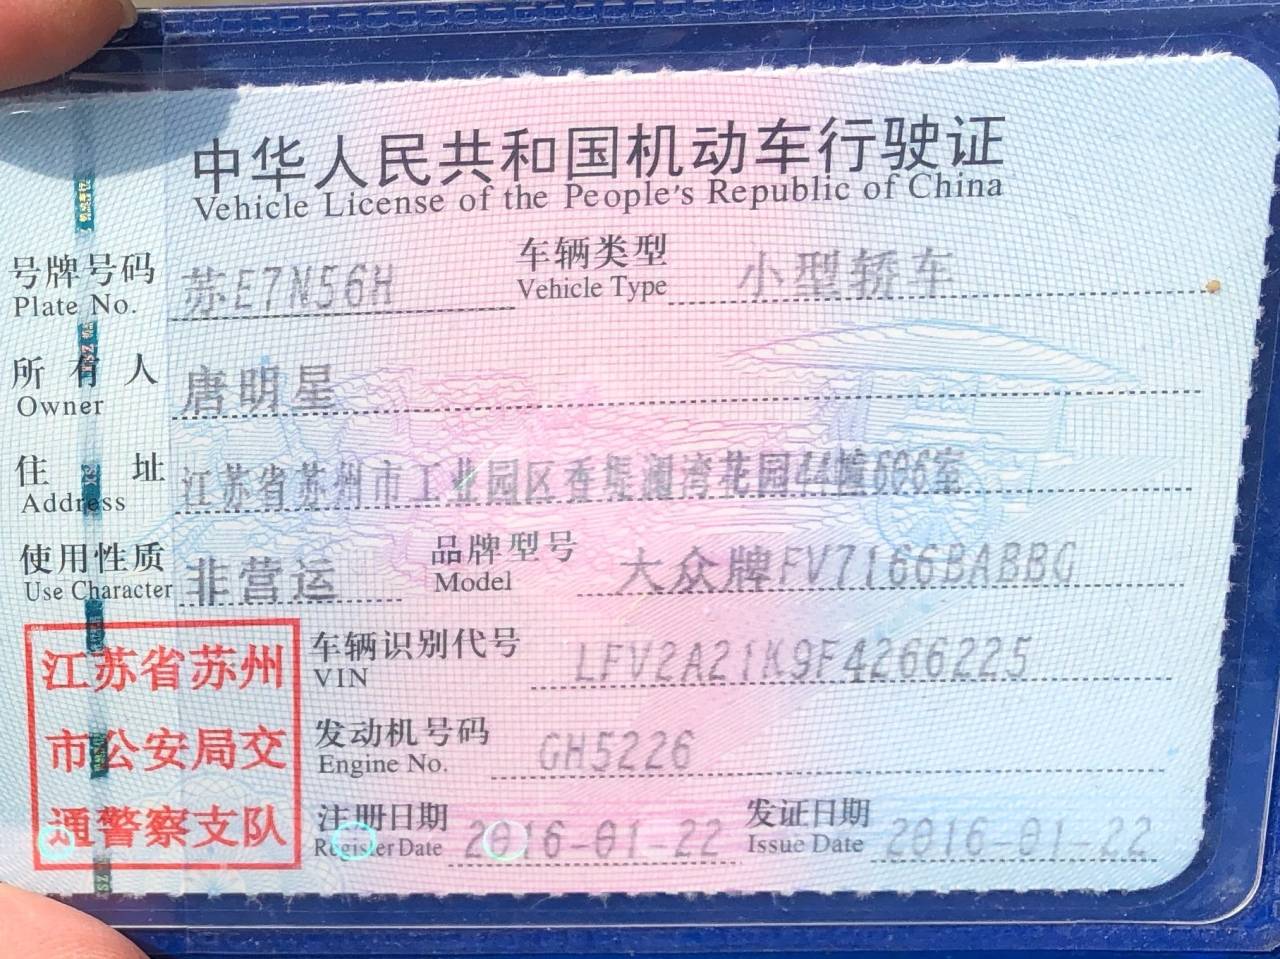 中华人民共和国机动车行驶证
Vehicle License of the People's Republic of China
号牌号码 苏E7N56H 车辆类型 小型轿车
Plate No. Vehicle Type
所有人 唐明星
Owner
住址 江苏省苏州市工业园区香堤澜湾花园44幢606室
Address
使用性质 非营运 品牌型号 大众牌FV7166BABBG
Use Character Model
车辆识别代号 LFV2A21K9F4266225
VIN
发动机号码 GH5226
Engine No.
注册日期 2016-01-22 发证日期 2016-01-22
Register Date Issue Date
江苏省苏州
市公安局交
通警察支队